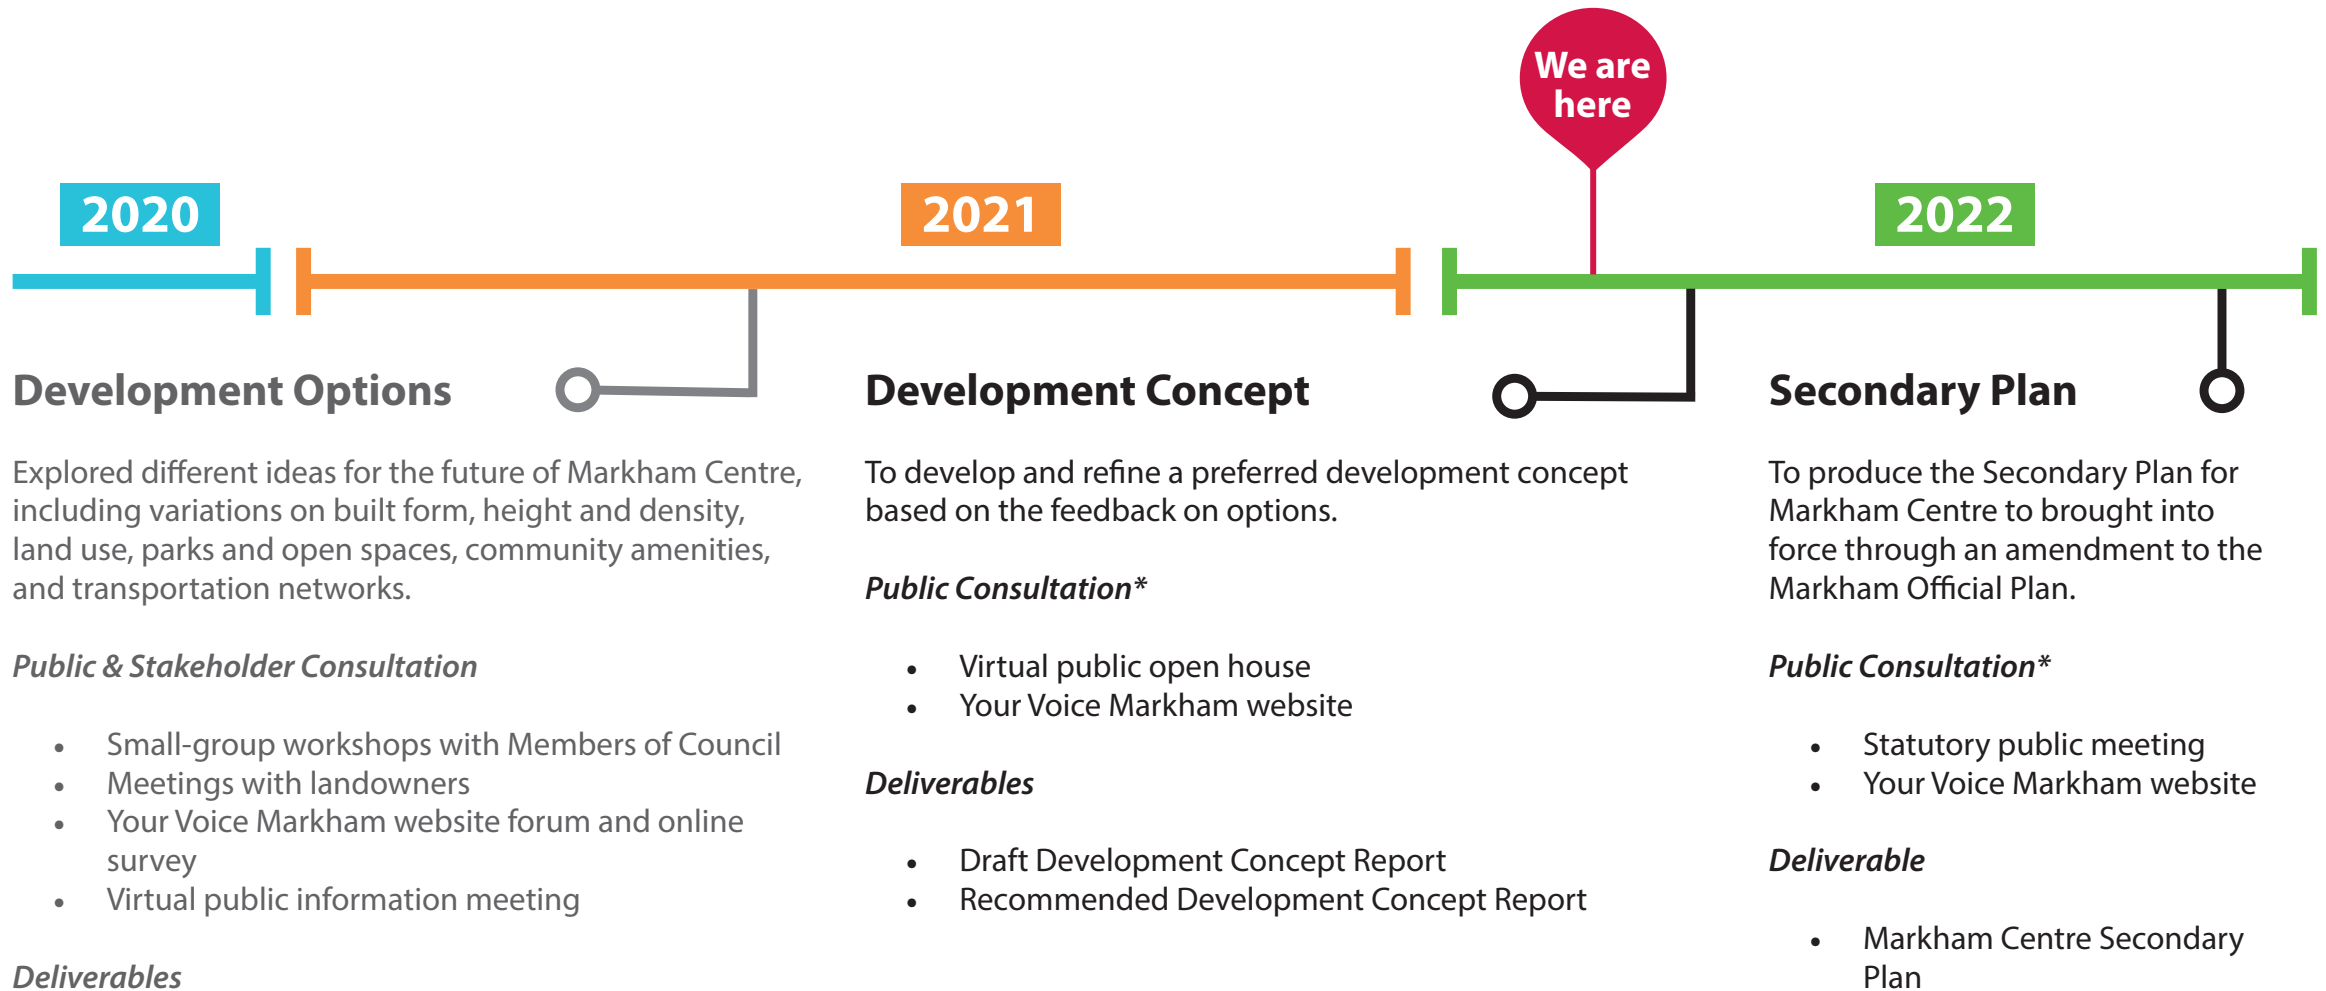 We are
here
2020
2021
2022
Development Options
Explored different ideas for the future of Markham Centre,
including variations on built form, height and density,
land use, parks and open spaces, community amenities,
and transportation networks.
Public & Stakeholder Consultation
• Small-group workshops with Members of Council
• Meetings with landowners
• Your Voice Markham website forum and online
survey
• Virtual public information meeting
Deliverables
Development Concept
To develop and refine a preferred development concept
based on the feedback on options.
Public Consultation*
• Virtual public open house
• Your Voice Markham website
Deliverables
• Draft Development Concept Report
• Recommended Development Concept Report
Secondary Plan
To produce the Secondary Plan for
Markham Centre to brought into
force through an amendment to the
Markham Official Plan.
Public Consultation*
• Statutory public meeting
• Your Voice Markham website
Deliverable
• Markham Centre Secondary
Plan